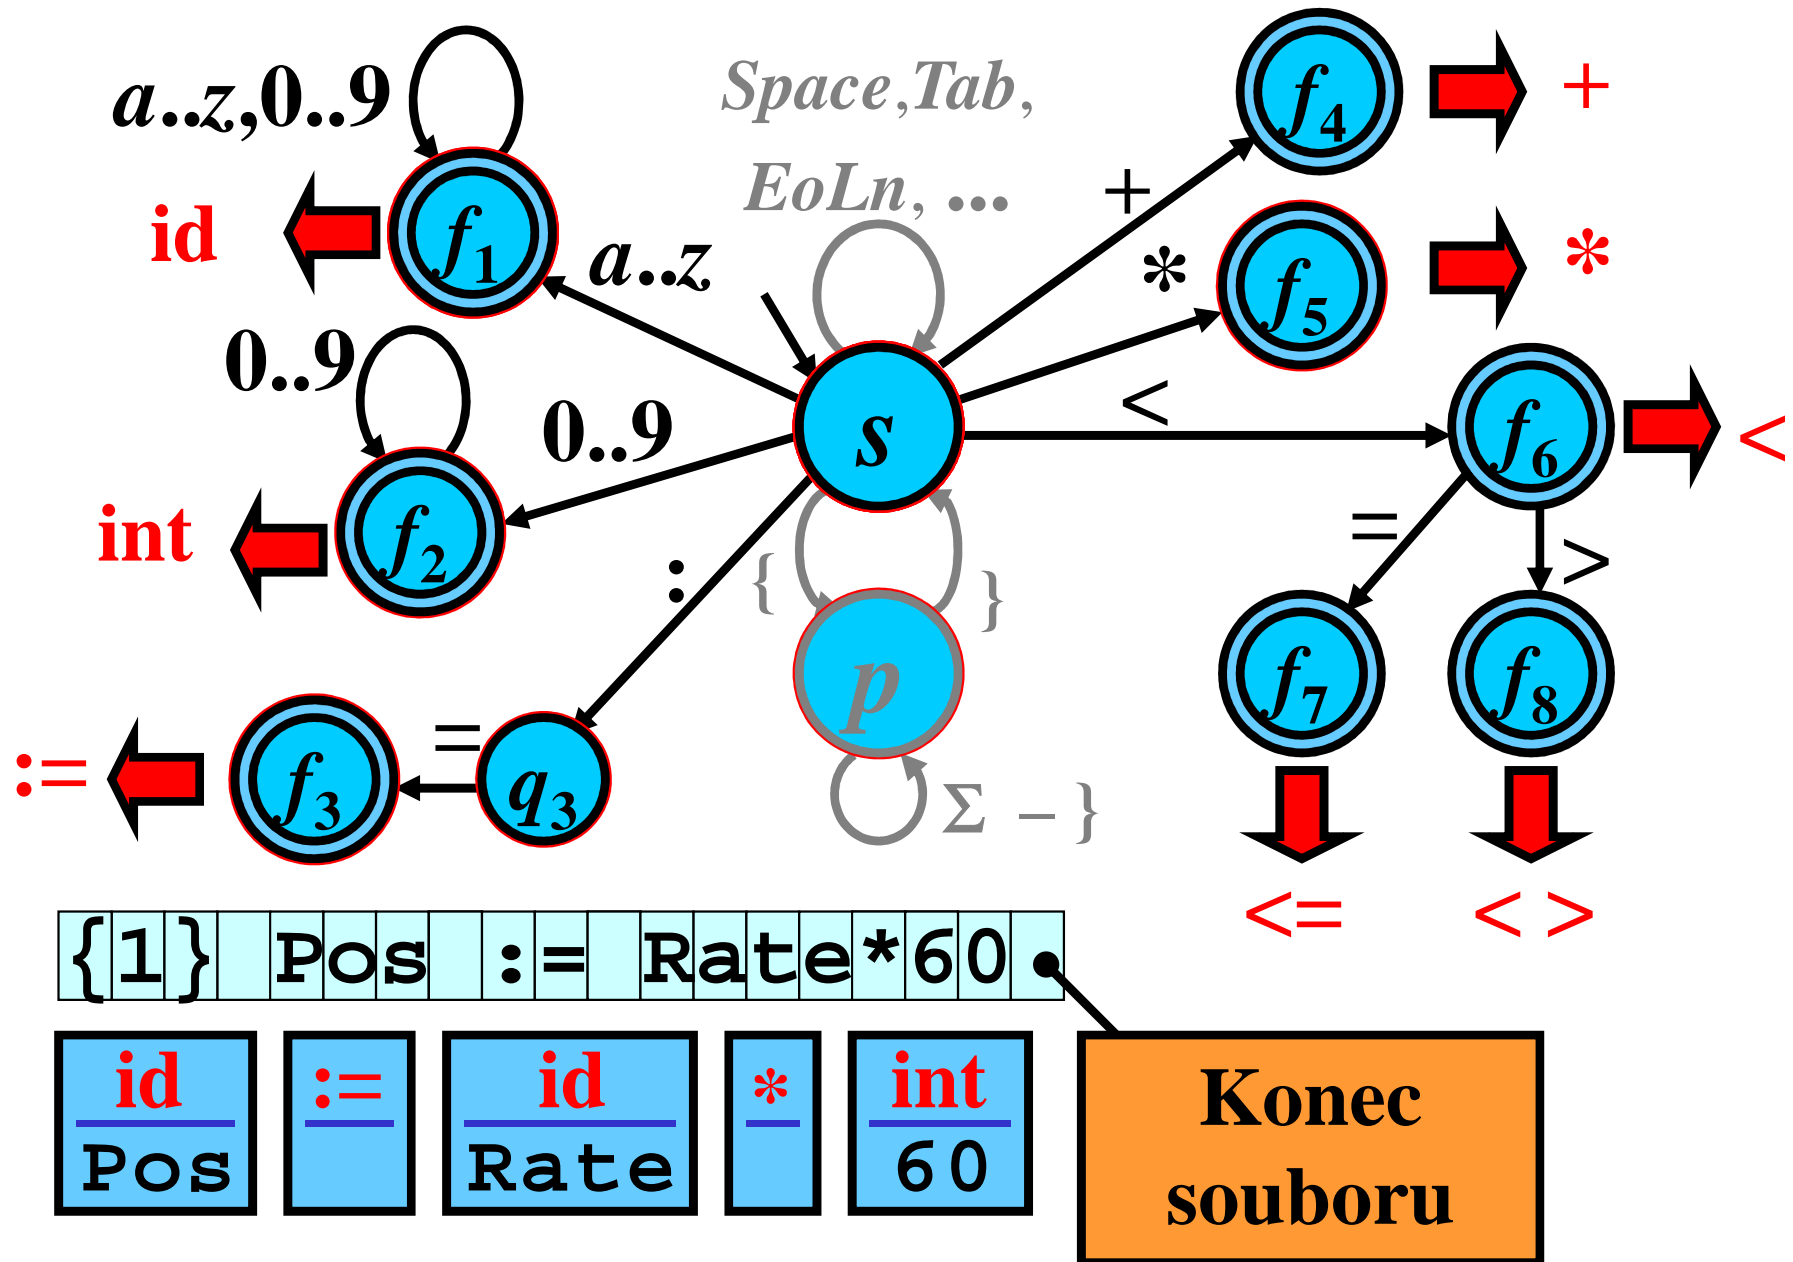 a..z,0..9
Space,Tab,
EoLn, ...
f4
+
+
id
f1
a..z
*
f5
*
0..9
0..9
s
<
f6
<
int
f2
:
{
}
=
>
p
f7
f8
:=
f3
=
q3
Σ – }
<=
< >
{1} Pos := Rate*60
id
:=
id
*
int
Pos
Rate
60
Konec
souboru